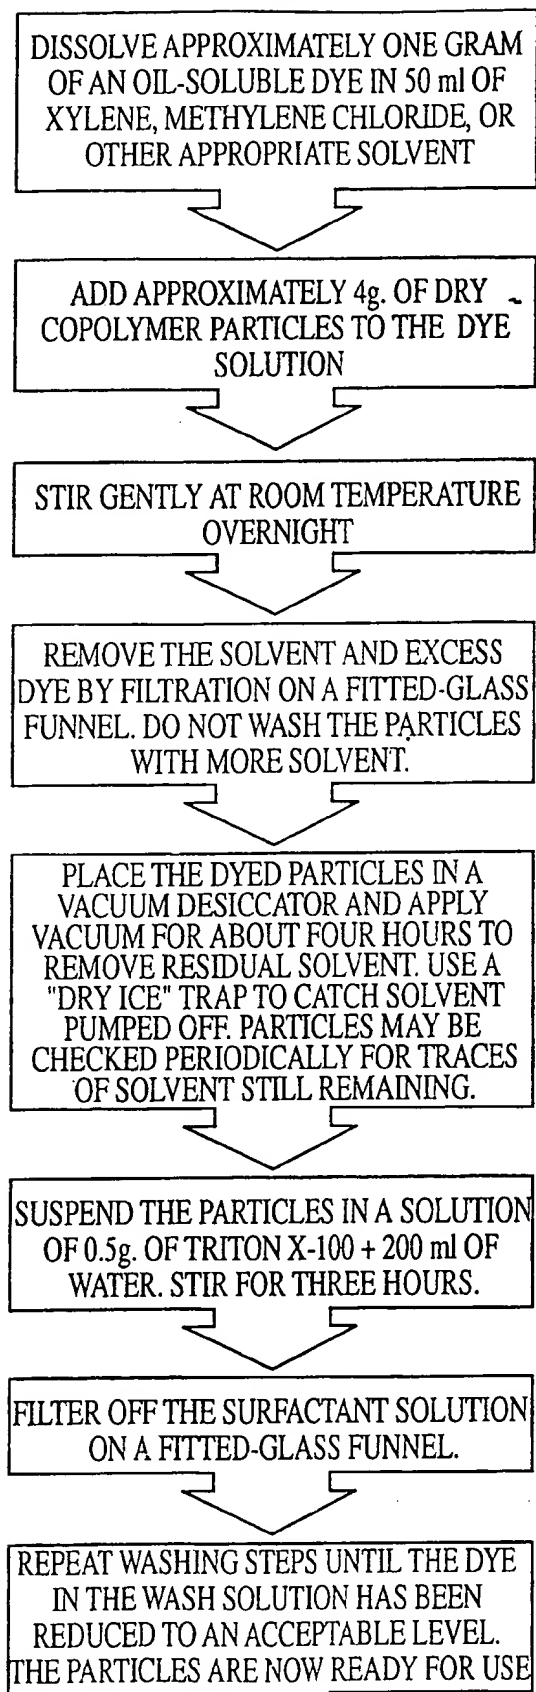 DISSOLVE APPROXIMATELY ONE GRAM
OF AN OIL-SOLUBLE DYE IN 50 ml OF
XYLENE, METHYLENE CHLORIDE, OR
OTHER APPROPRIATE SOLVENT
ADD APPROXIMATELY 4g. OF DRY
COPOLYMER PARTICLES TO THE DYE
SOLUTION
STIR GENTLY AT ROOM TEMPERATURE
OVERNIGHT
REMOVE THE SOLVENT AND EXCESS
DYE BY FILTRATION ON A FITTED-GLASS
FUNNEL. DO NOT WASH THE PARTICLES
WITH MORE SOLVENT.
PLACE THE DYED PARTICLES IN A
VACUUM DESICCATOR AND APPLY
VACUUM FOR ABOUT FOUR HOURS TO
REMOVE RESIDUAL SOLVENT. USE A
"DRY ICE" TRAP TO CATCH SOLVENT
PUMPED OFF. PARTICLES MAY BE
CHECKED PERIODICALLY FOR TRACES
OF SOLVENT STILL REMAINING.
SUSPEND THE PARTICLES IN A SOLUTION
OF 0.5g. OF TRITON X-100 + 200 ml OF
WATER. STIR FOR THREE HOURS.
FILTER OFF THE SURFACTANT SOLUTION
ON A FITTED-GLASS FUNNEL.
REPEAT WASHING STEPS UNTIL THE DYE
IN THE WASH SOLUTION HAS BEEN
REDUCED TO AN ACCEPTABLE LEVEL.
THE PARTICLES ARE NOW READY FOR USE